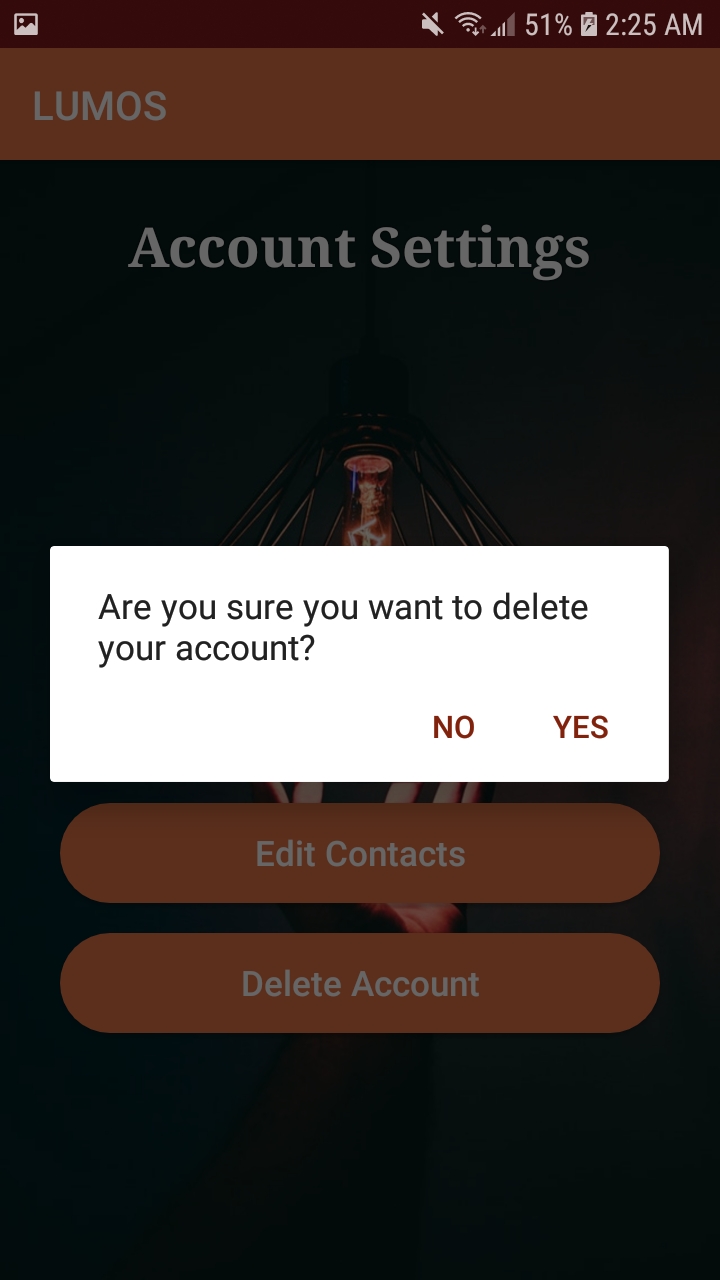 51% 2:25 AM
LUMOS
Account Settings
Are you sure you want to delete
your account?
NO YES
Edit Contacts
Delete Account